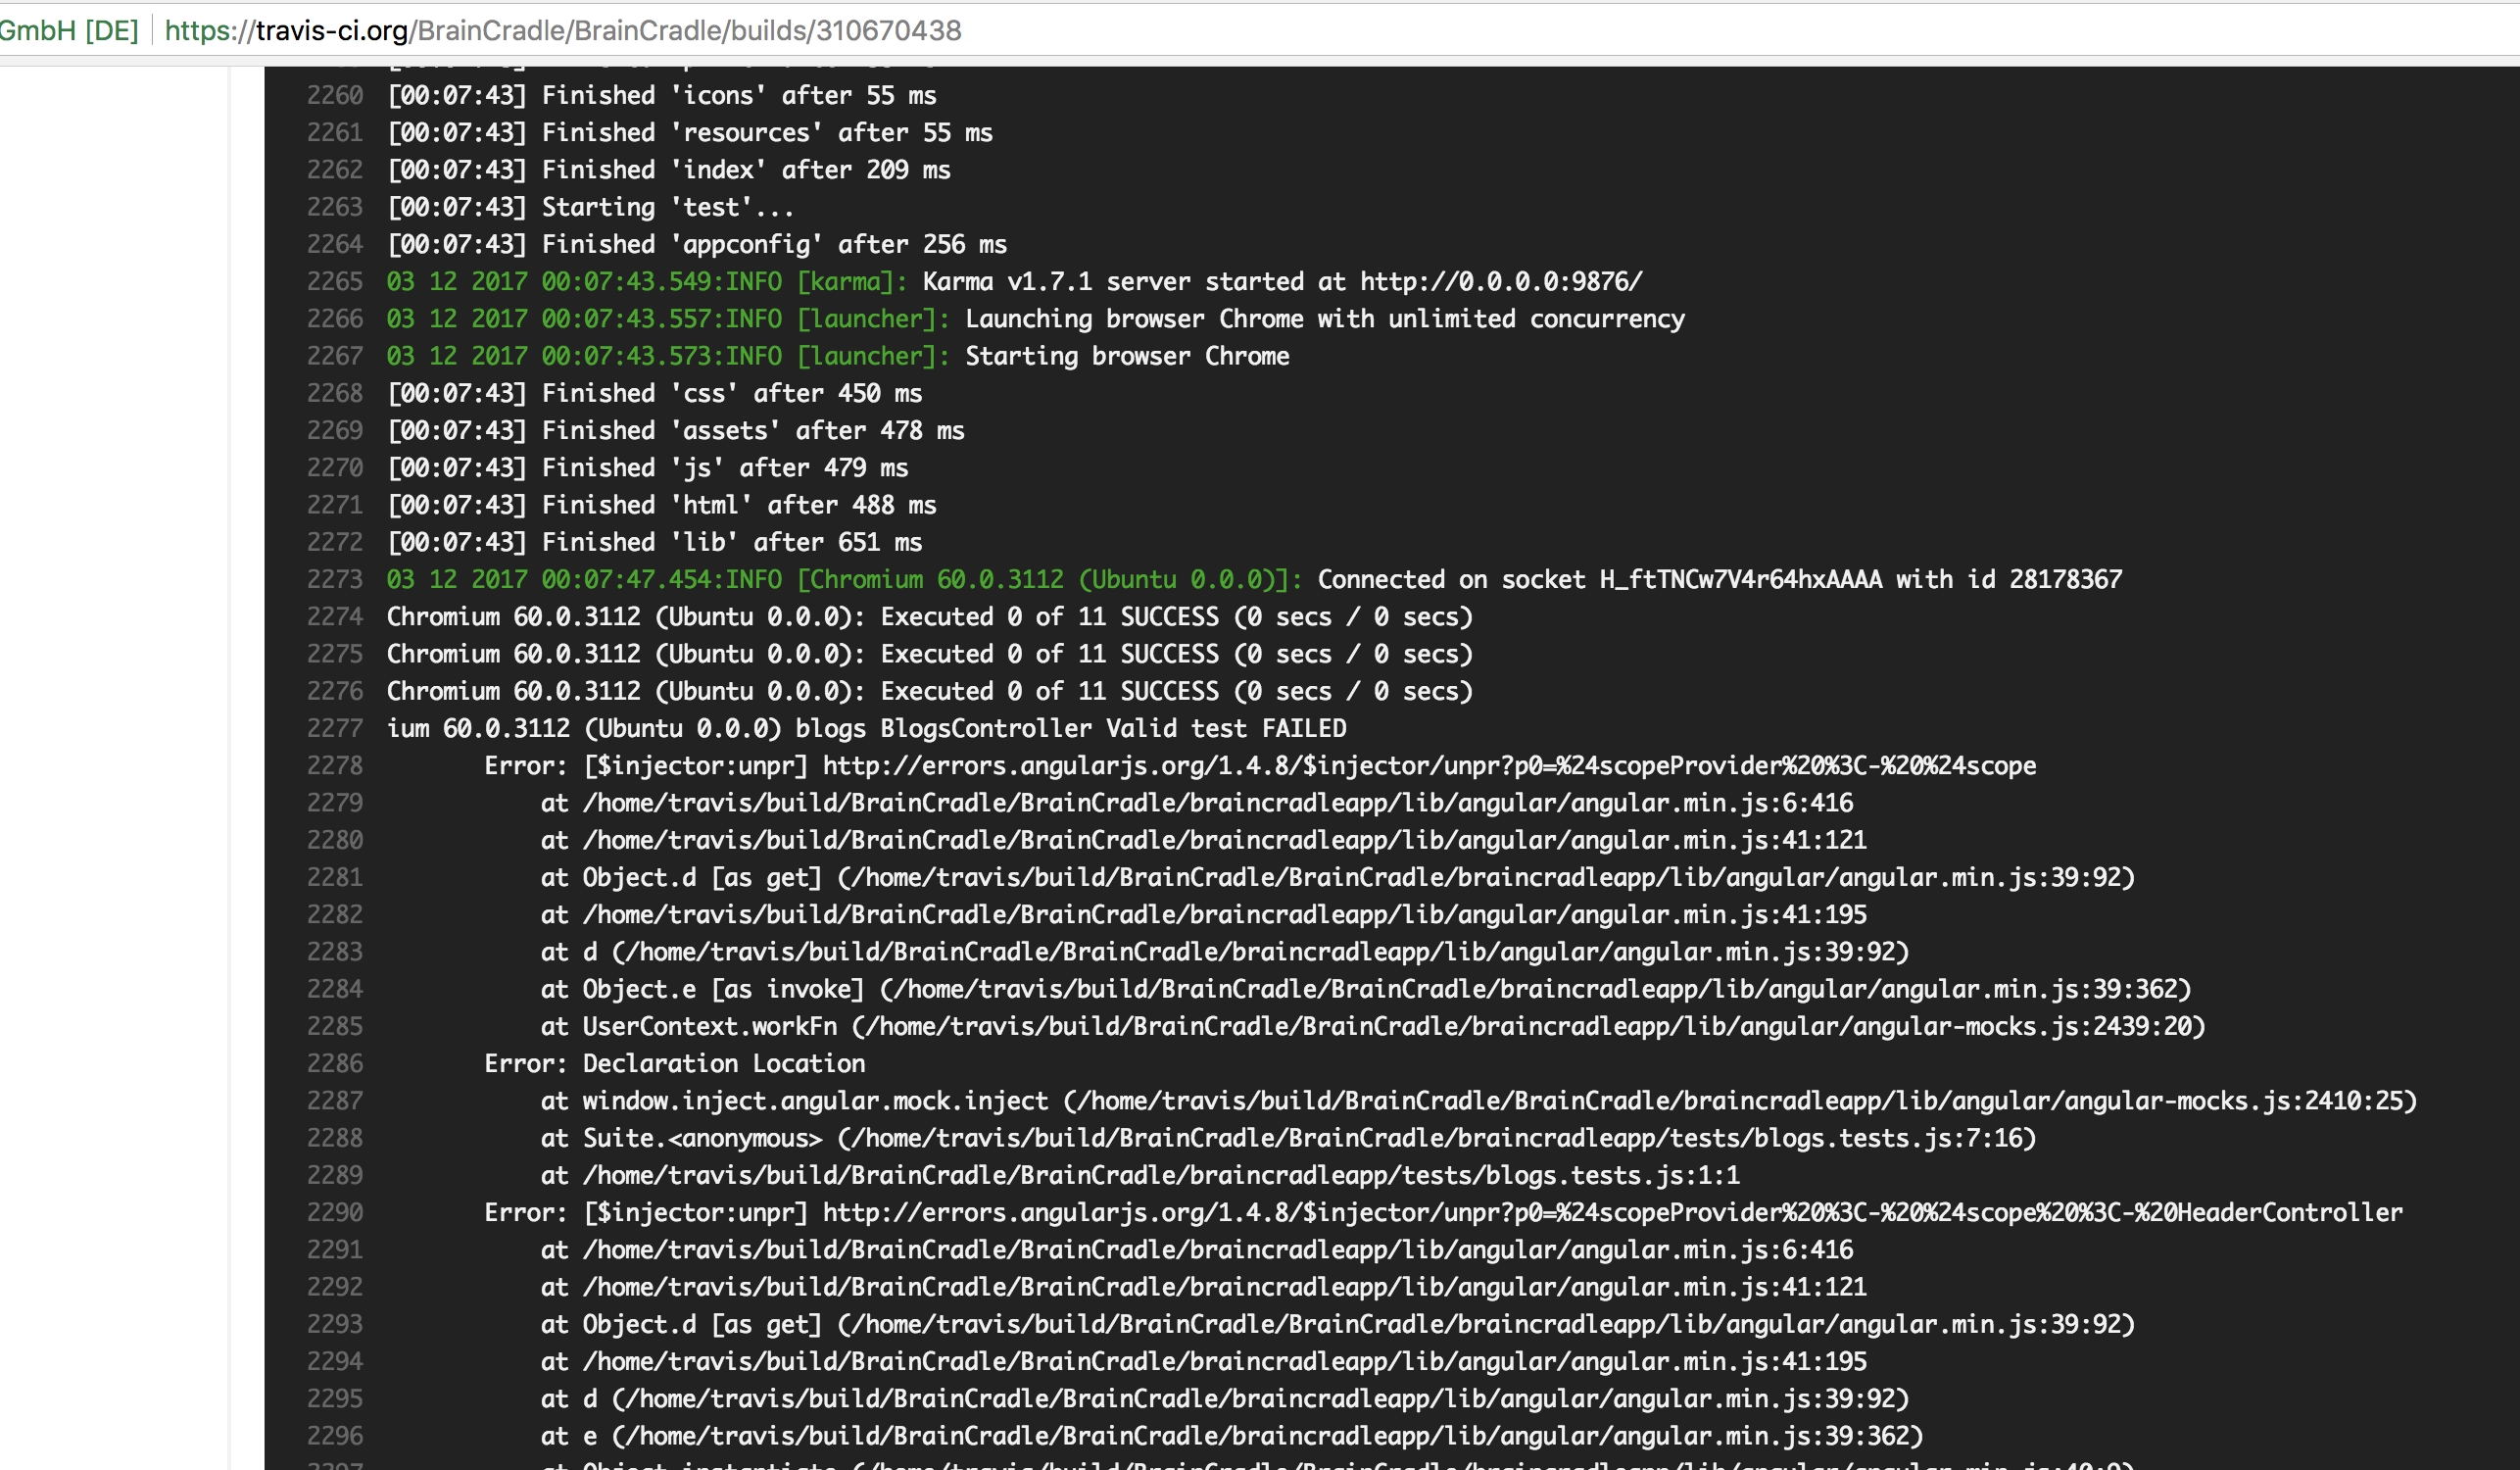 GmbH [DE] https://travis-ci.org/BrainCradle/BrainCradle/builds/310670438
2260 [00:07:43] Finished 'icons' after 55 ms
2261 [00:07:43] Finished 'resources' after 55 ms
2262 [00:07:43] Finished 'index' after 209 ms
2263 [00:07:43] Starting 'test'...
2264 [00:07:43] Finished 'appconfig' after 256 ms
2265 03 12 2017 00:07:43.549:INFO [karma]: Karma v1.7.1 server started at http://0.0.0.0:9876/
2266 03 12 2017 00:07:43.557:INFO [launcher]: Launching browser Chrome with unlimited concurrency
2267 03 12 2017 00:07:43.573:INFO [launcher]: Starting browser Chrome
2268 [00:07:43] Finished 'css' after 450 ms
2269 [00:07:43] Finished 'assets' after 478 ms
2270 [00:07:43] Finished 'js' after 479 ms
2271 [00:07:43] Finished 'html' after 488 ms
2272 [00:07:43] Finished 'lib' after 651 ms
2273 03 12 2017 00:07:47.454:INFO [Chromium 60.0.3112 (Ubuntu 0.0.0)]: Connected on socket H_ftTNCw7V4r64hxAAAA with id 28178367
2274 Chromium 60.0.3112 (Ubuntu 0.0.0): Executed 0 of 11 SUCCESS (0 secs / 0 secs)
2275 Chromium 60.0.3112 (Ubuntu 0.0.0): Executed 0 of 11 SUCCESS (0 secs / 0 secs)
2276 Chromium 60.0.3112 (Ubuntu 0.0.0): Executed 0 of 11 SUCCESS (0 secs / 0 secs)
2277 ium 60.0.3112 (Ubuntu 0.0.0) blogs BlogsController Valid test FAILED
2278 Error: [$injector:unpr] http://errors.angularjs.org/1.4.8/$injector/unpr?p0=%24scopeProvider%20%3C-%20%24scope
2279 at /home/travis/build/BrainCradle/BrainCradle/braincradleapp/lib/angular/angular.min.js:6:416
2280 at /home/travis/build/BrainCradle/BrainCradle/braincradleapp/lib/angular/angular.min.js:41:121
2281 at Object.d [as get] (/home/travis/build/BrainCradle/BrainCradle/braincradleapp/lib/angular/angular.min.js:39:92)
2282 at /home/travis/build/BrainCradle/BrainCradle/braincradleapp/lib/angular/angular.min.js:41:195
2283 at d (/home/travis/build/BrainCradle/BrainCradle/braincradleapp/lib/angular/angular.min.js:39:92)
2284 at Object.e [as invoke] (/home/travis/build/BrainCradle/BrainCradle/braincradleapp/lib/angular/angular.min.js:39:362)
2285 at UserContext.workFn (/home/travis/build/BrainCradle/BrainCradle/braincradleapp/lib/angular/angular-mocks.js:2439:20)
2286 Error: Declaration Location
2287 at window.inject.angular.mock.inject (/home/travis/build/BrainCradle/BrainCradle/braincradleapp/lib/angular/angular-mocks.js:2410:25)
2288 at Suite.<anonymous> (/home/travis/build/BrainCradle/BrainCradle/braincradleapp/tests/blogs.tests.js:7:16)
2289 at /home/travis/build/BrainCradle/BrainCradle/braincradleapp/tests/blogs.tests.js:1:1
2290 Error: [$injector:unpr] http://errors.angularjs.org/1.4.8/$injector/unpr?p0=%24scopeProvider%20%3C-%20%24scope%20%3C-%20HeaderController
2291 at /home/travis/build/BrainCradle/BrainCradle/braincradleapp/lib/angular/angular.min.js:6:416
2292 at /home/travis/build/BrainCradle/BrainCradle/braincradleapp/lib/angular/angular.min.js:41:121
2293 at Object.d [as get] (/home/travis/build/BrainCradle/BrainCradle/braincradleapp/lib/angular/angular.min.js:39:92)
2294 at /home/travis/build/BrainCradle/BrainCradle/braincradleapp/lib/angular/angular.min.js:41:195
2295 at d (/home/travis/build/BrainCradle/BrainCradle/braincradleapp/lib/angular/angular.min.js:39:92)
2296 at e (/home/travis/build/BrainCradle/BrainCradle/braincradleapp/lib/angular/angular.min.js:39:362)